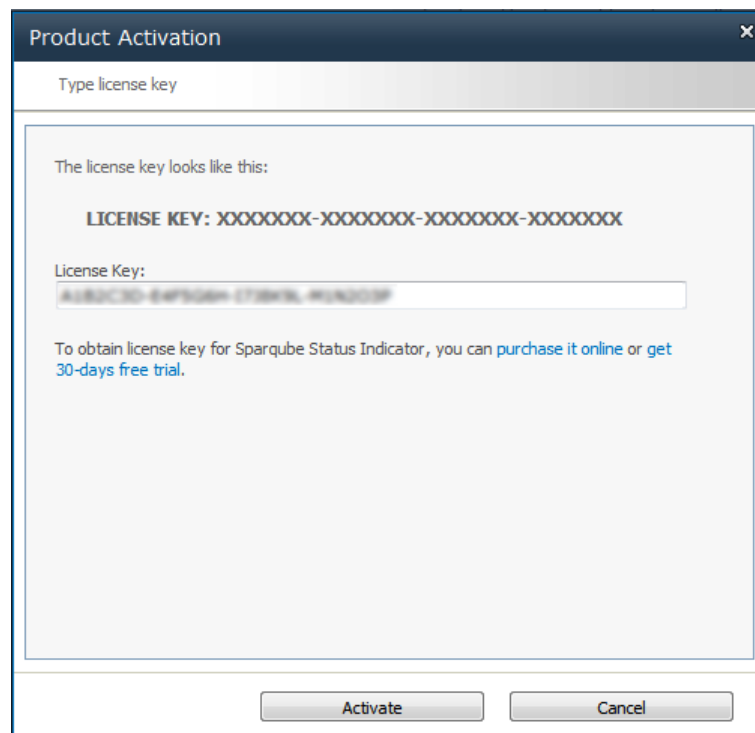 Product Activation
Type license key
The license key looks like this:
LICENSE KEY: XXXXXXX-XXXXXXX-XXXXXXX-XXXXXXX
License Key:
To obtain license key for Sparqube Status Indicator, you can purchase it online or get
30-days free trial.
Activate
Cancel